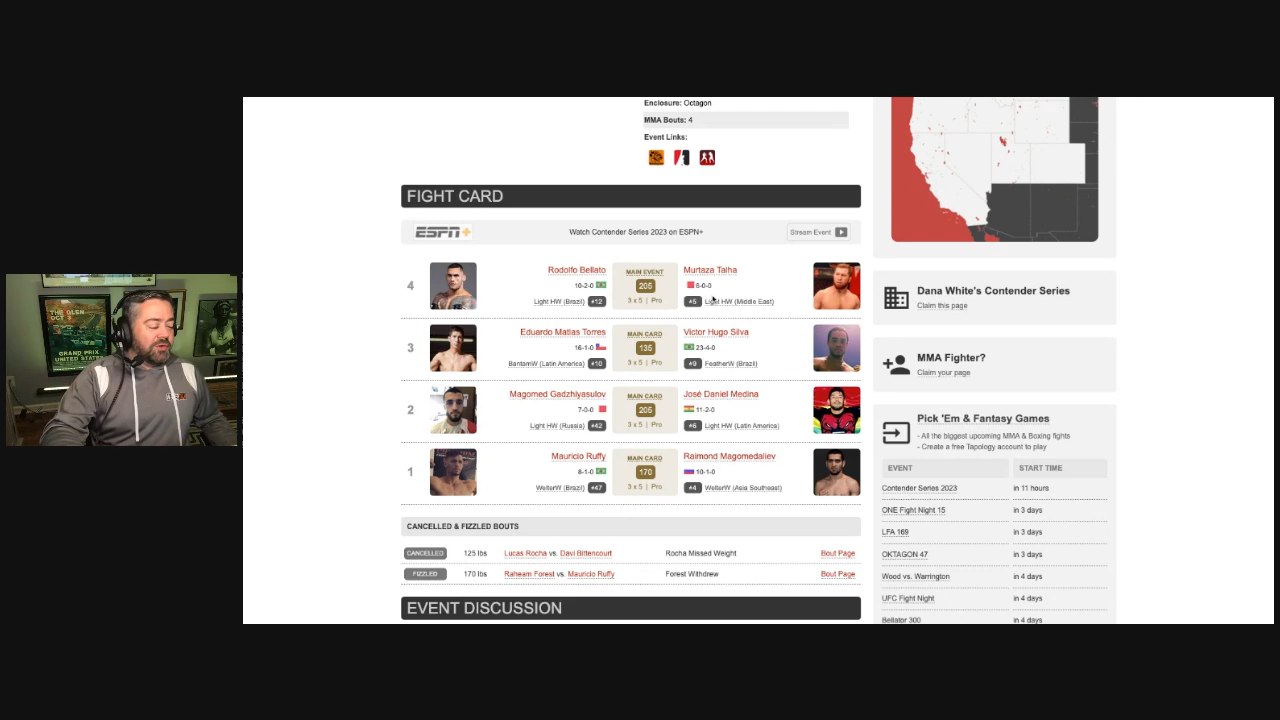 THE GLEN
OCT 3
GRAND PRIX
UNITED STATES
Enclosure: Octagon
MMA Bouts: 4
Event Links:
FIGHT CARD
ESPN+
Watch Contender Series 2023 on ESPN+
Stream Event
4
Rodolfo Bellato
10-2-0
Light HW (Brazil) #12
MAIN EVENT
205
3 x 5 | Pro
Murtaza Talha
6-0-0
#5 Light HW (Middle East)
3
Eduardo Matias Torres
16-1-0
BantamW (Latin America) #10
MAIN CARD
135
3 x 5 | Pro
Victor Hugo Silva
23-4-0
#9 FeatherW (Brazil)
2
Magomed Gadzhiyasulov
7-0-0
Light HW (Russia) #42
MAIN CARD
205
3 x 5 | Pro
José Daniel Medina
11-2-0
#6 Light HW (Latin America)
1
Mauricio Ruffy
8-1-0
WelterW (Brazil) #47
MAIN CARD
170
3 x 5 | Pro
Raimond Magomedaliev
10-1-0
#4 WelterW (Asia Southeast)
CANCELLED & FIZZLED BOUTS
CANCELLED 125 lbs Lucas Rocha vs. Davi Bittencourt Rocha Missed Weight Bout Page
FIZZLED 170 lbs Raheam Forest vs. Mauricio Ruffy Forest Withdrew Bout Page
EVENT DISCUSSION
Dana White's Contender Series
Claim this page
MMA Fighter?
Claim your page
Pick 'Em & Fantasy Games
- All the biggest upcoming MMA & Boxing fights
- Create a free Tapology account to play
EVENT START TIME
Contender Series 2023 in 11 hours
ONE Fight Night 15 in 3 days
LFA 169 in 3 days
OKTAGON 47 in 3 days
Wood vs. Warrington in 4 days
UFC Fight Night in 4 days
Bellator 300 in 4 days